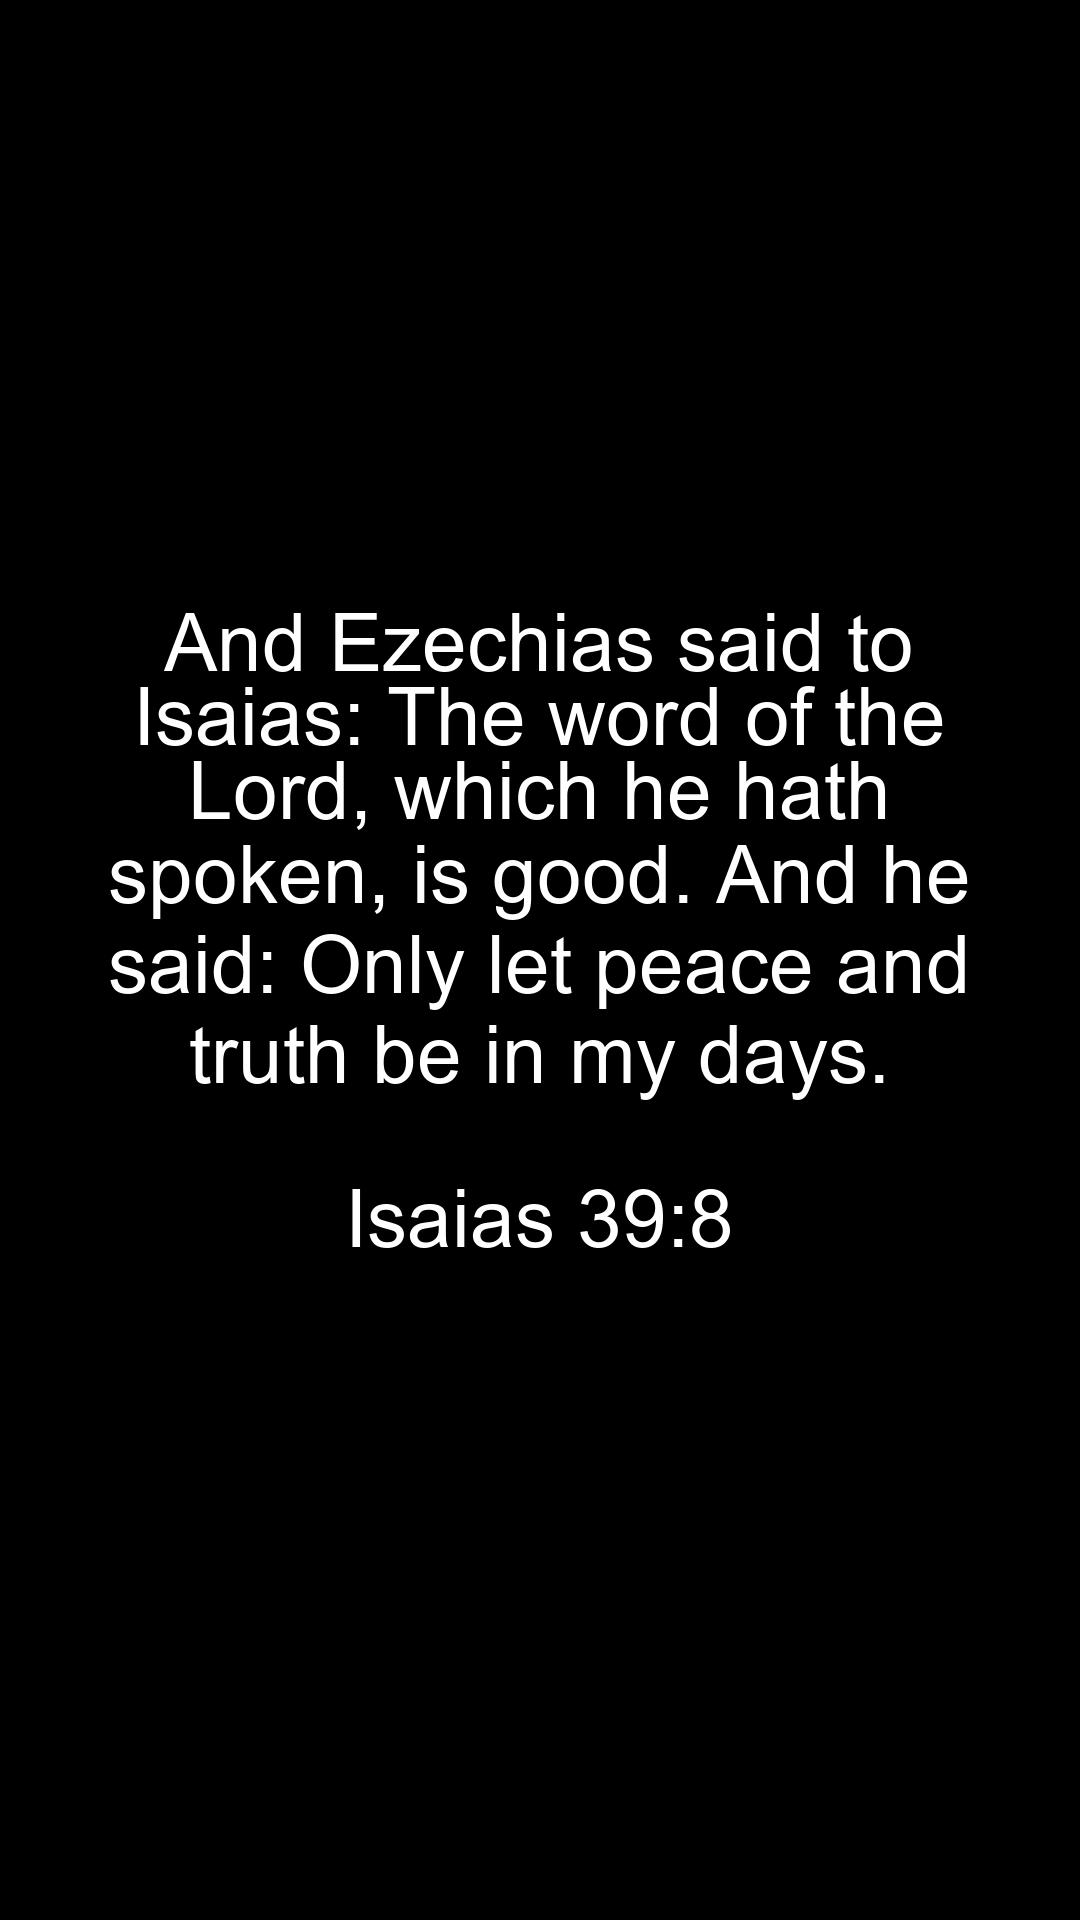 And Ezechias said to
Isaias: The word of the
Lord, which he hath
spoken, is good. And he
said: Only let peace and
truth be in my days.
Isaias 39:8